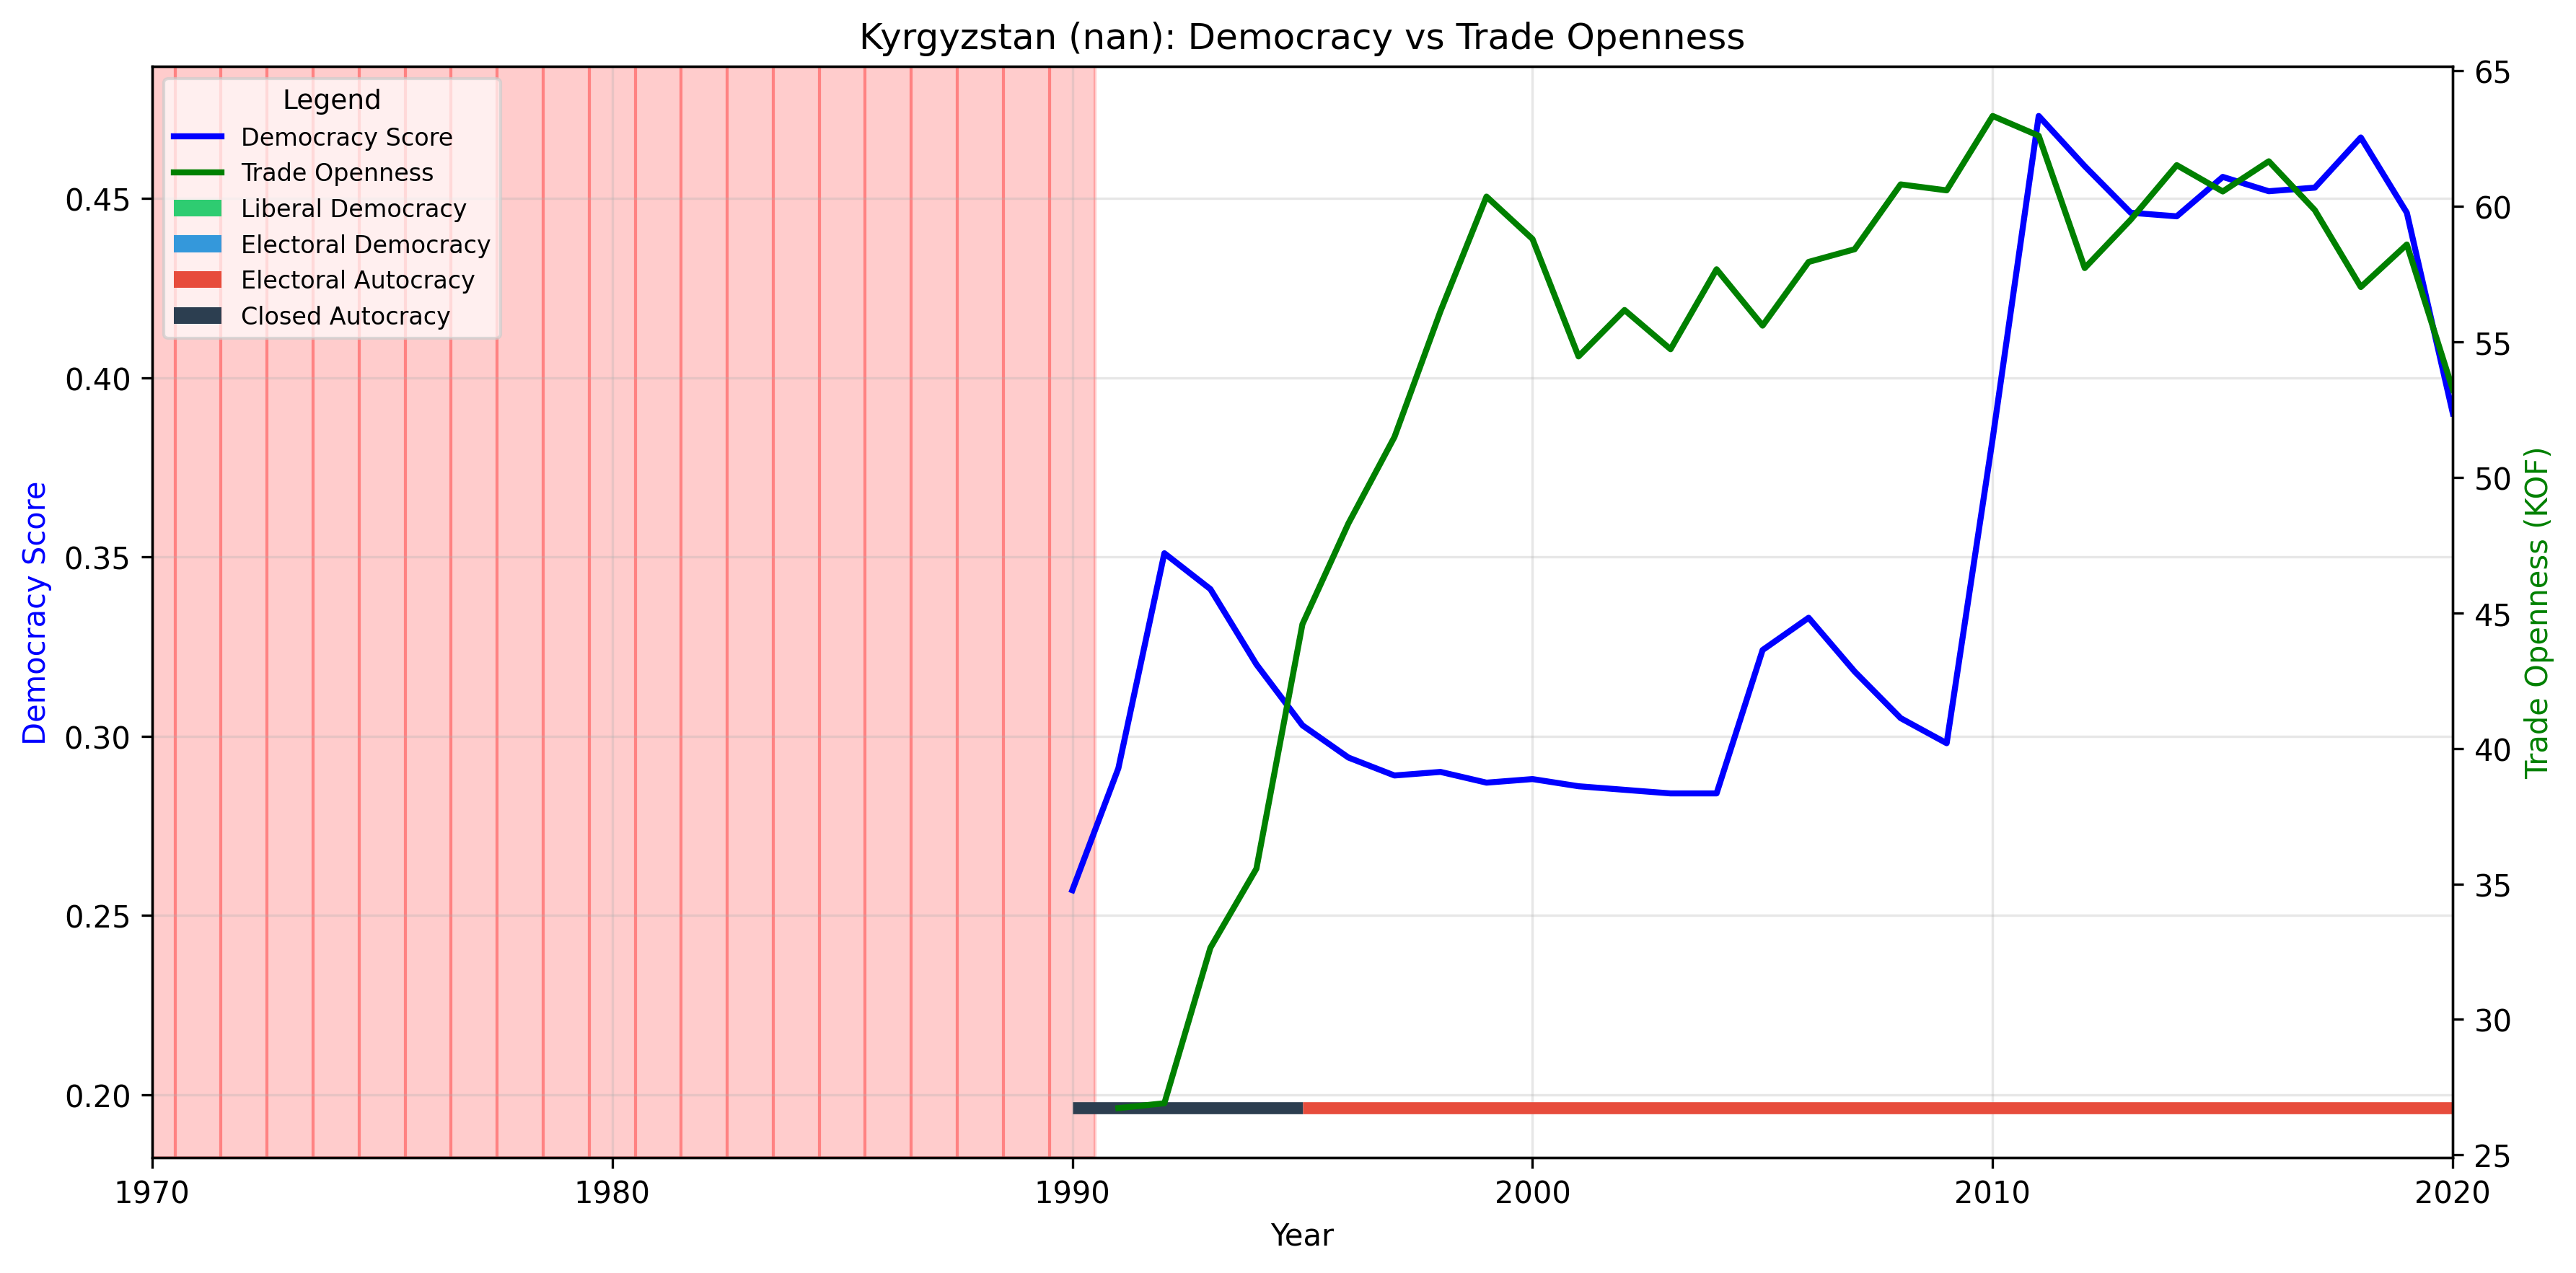 Kyrgyzstan (nan): Democracy vs Trade Openness
Legend
Democracy Score
Trade Openness
Liberal Democracy
Electoral Democracy
Electoral Autocracy
Closed Autocracy
Democracy Score
0.45
0.40
0.35
0.30
0.25
0.20
65
60
55
50
45
40
35
30
25
Trade Openness (KOF)
1970 1980 1990 2000 2010 2020
Year